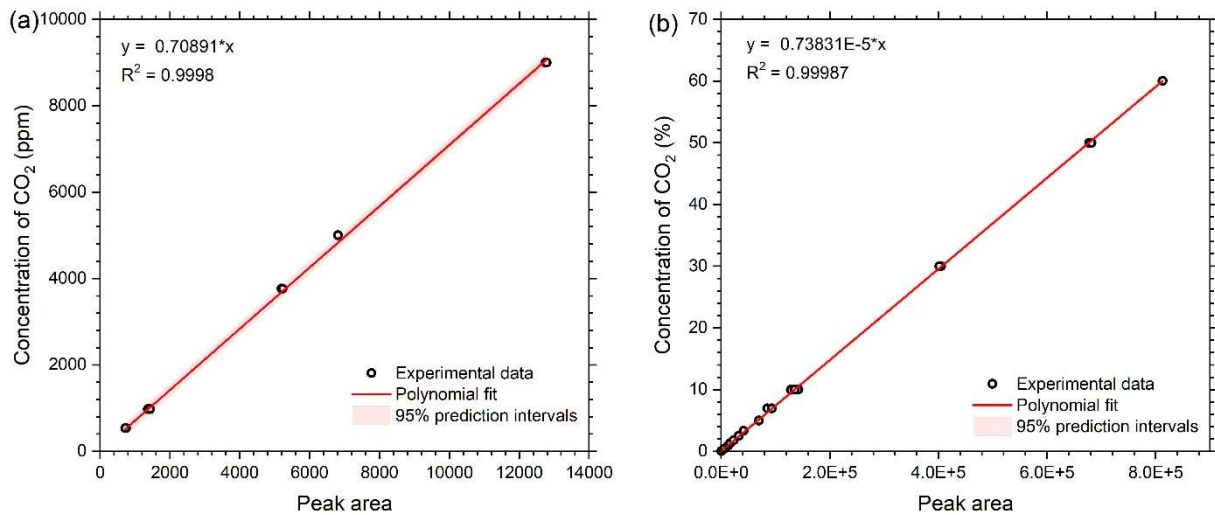 (a)
y = 0.70891*x
R² = 0.9998
Concentration of CO₂ (ppm)
10000
8000
6000
4000
2000
0
Experimental data
Polynomial fit
95% prediction intervals
0 2000 4000 6000 8000 10000 12000 14000
Peak area
(b)
y = 0.73831E-5*x
R² = 0.99987
Concentration of CO₂ (%)
70
60
50
40
30
20
10
0
Experimental data
Polynomial fit
95% prediction intervals
0.0E+0 2.0E+5 4.0E+5 6.0E+5 8.0E+5
Peak area